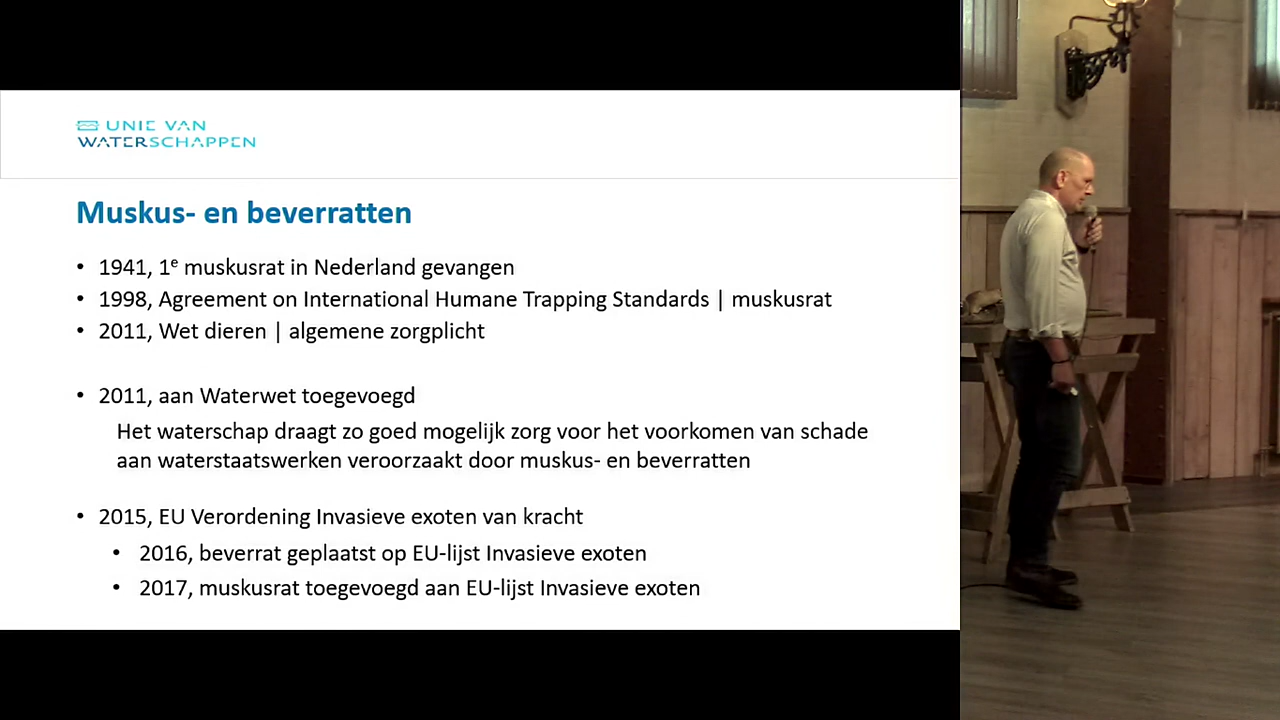 UNIE VAN
WATERSCHAPPEN
Muskus- en beverratten
• 1941, 1e muskusrat in Nederland gevangen
• 1998, Agreement on International Humane Trapping Standards | muskusrat
• 2011, Wet dieren | algemene zorgplicht
• 2011, aan Waterwet toegevoegd
Het waterschap draagt zo goed mogelijk zorg voor het voorkomen van schade
aan waterstaatswerken veroorzaakt door muskus- en beverratten
• 2015, EU Verordening Invasieve exoten van kracht
• 2016, beverrat geplaatst op EU-lijst Invasieve exoten
• 2017, muskusrat toegevoegd aan EU-lijst Invasieve exoten